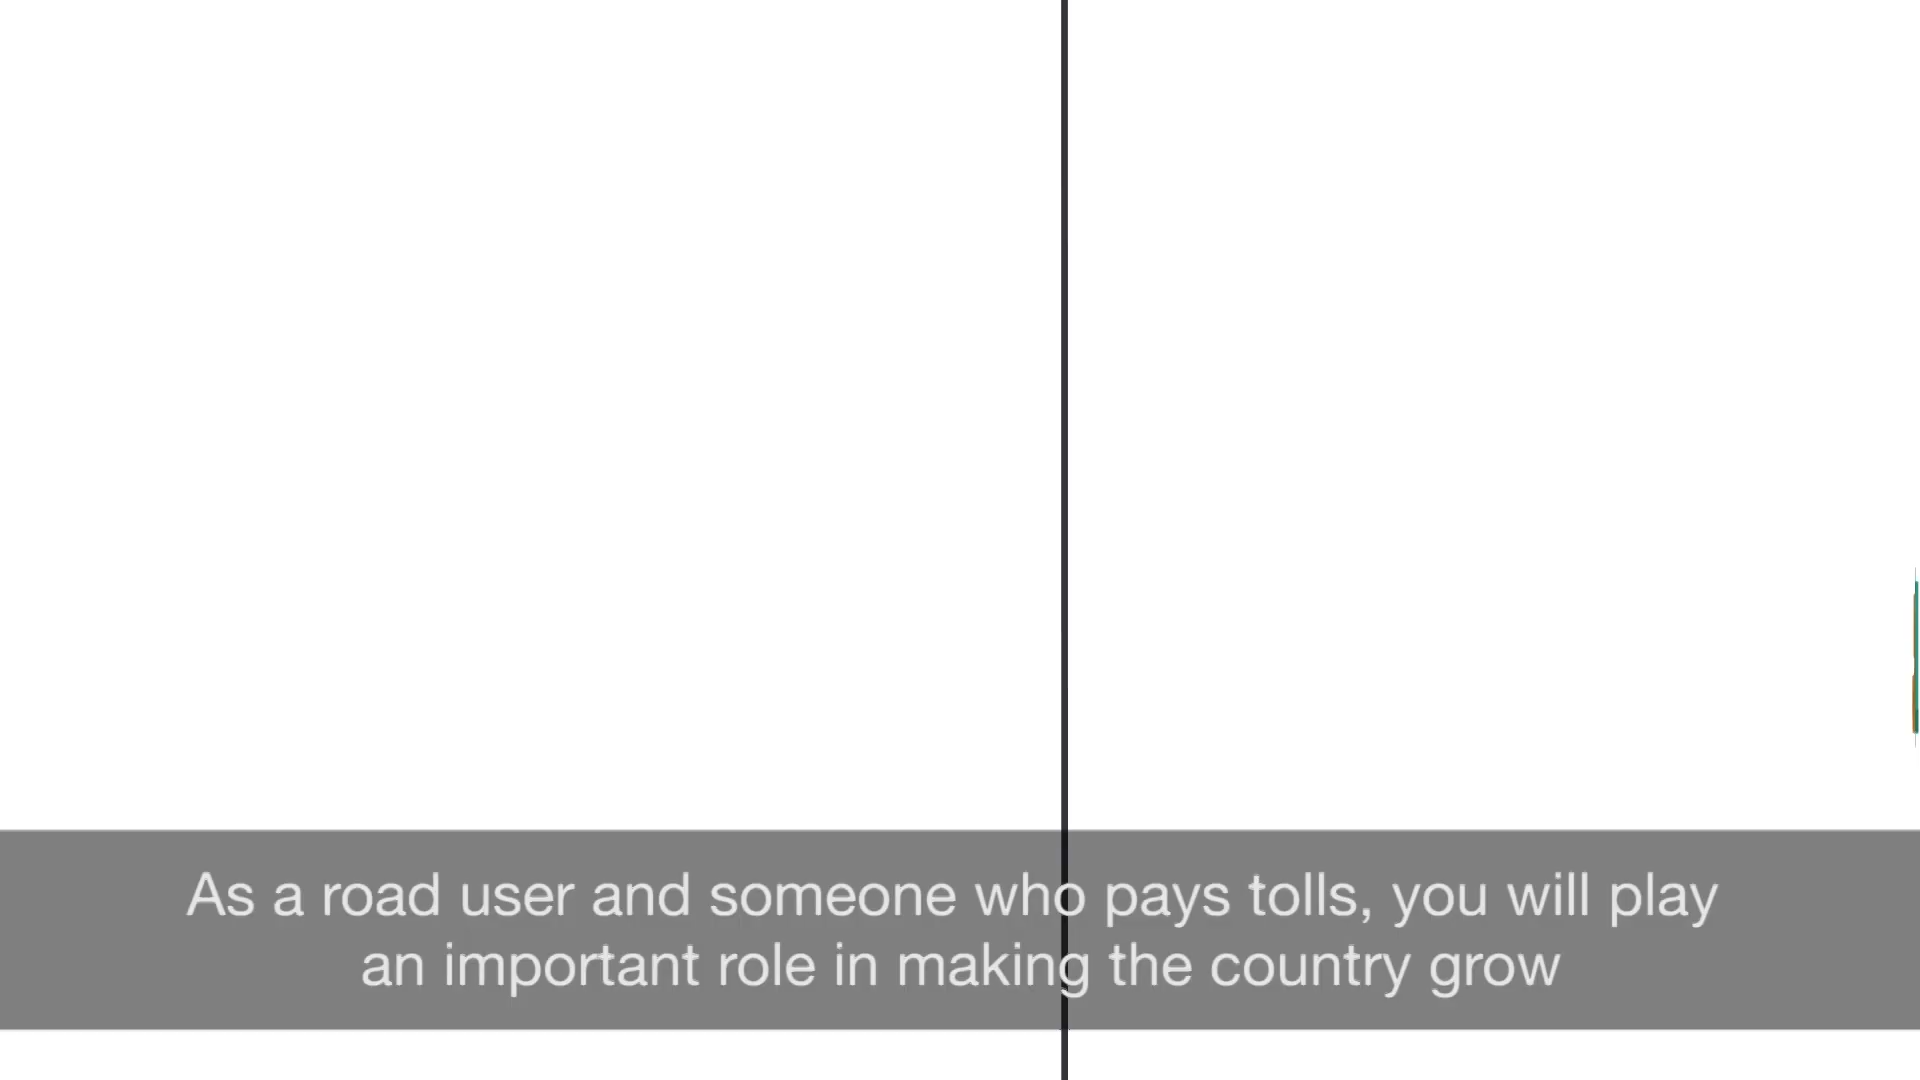 As a road user and someone who pays tolls, you will play
an important role in making the country grow